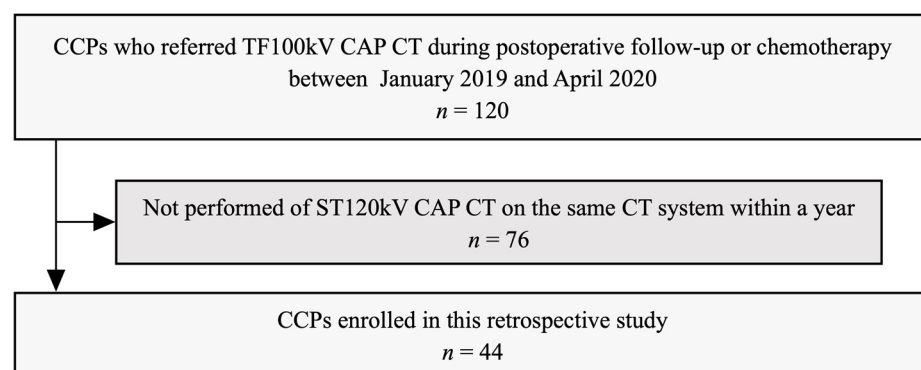 CCPs who referred TF100kV CAP CT during postoperative follow-up or chemotherapy
between January 2019 and April 2020
n = 120
Not performed of ST120kV CAP CT on the same CT system within a year
n = 76
CCPs enrolled in this retrospective study
n = 44